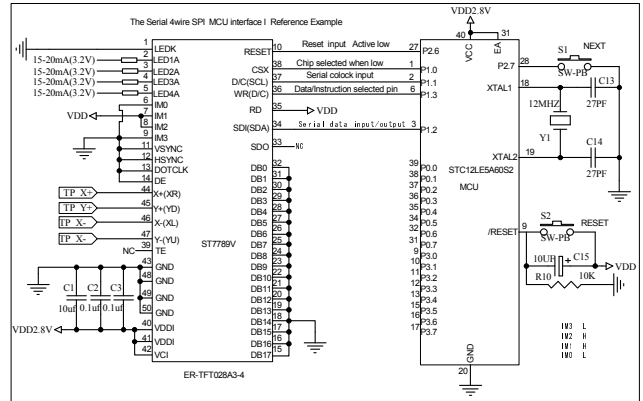 The Serial 4wire SPI MCU interface I Reference Example
VDD2.8V
1 LEDK
15-20mA(3.2V) 2 LED1A
15-20mA(3.2V) 3 LED2A
15-20mA(3.2V) 4 LED3A
15-20mA(3.2V) 5 LED4A
6 IM0
VDD 7 IM1
8 IM2
9 IM3
11 VSYNC
12 HSYNC
13 DOTCLK
14 DE
TP X+ 44 X+(XR)
TP Y+ 45 Y+(YD)
TP X- 46 X-(XL)
TP X- 47 Y-(YU)
NC 39 TE
43 GND
48 GND
49 GND
50 GND
C1 C2 C3
10uf 0.1uf 0.1uf
VDD2.8V 40 VDDI
41 VDDI
42 VCI
ST7789V
ER-TFT028A3-4
RESET 10 Reset input Active low 27 P2.6
CSX 38 Chip selected when low 1 P1.0
D/C(SCL) 37 Serial colock input 2 P1.1
WR(D/C) 36 Data/Instruction selected pin 6 P1.3
RD 35 VDD
SDI(SDA) 34 Serial data input/output 3 P1.2
SDO 33 NC
DB0 32
DB1 31
DB2 30
DB3 29
DB4 28
DB5 27
DB6 26
DB7 25
DB8 24
DB9 23
DB10 22
DB11 21
DB12 20
DB13 19
DB14 18
DB15 17
DB16 16
DB17 15
39 P0.0
38 P0.1
37 P0.2
36 P0.3
35 P0.4
34 P0.5
32 P0.6
31 P0.7
9 P3.0
10 P3.1
11 P3.2
12 P3.3
13 P3.4
15 P3.5
16 P3.6
17 P3.7
40 31
VCC EA
STC12LE5A60S2
MCU
GND
20
P2.7 28 S1 NEXT
SW-PB
XTAL1 18 C13
12MHZ 27PF
Y1
XTAL2 19 C14
27PF
/RESET 9 S2 RESET
SW-PB
10UF + C15 VDD
R10 10K
IM3 L
IM2 H
IM1 H
IM0 L